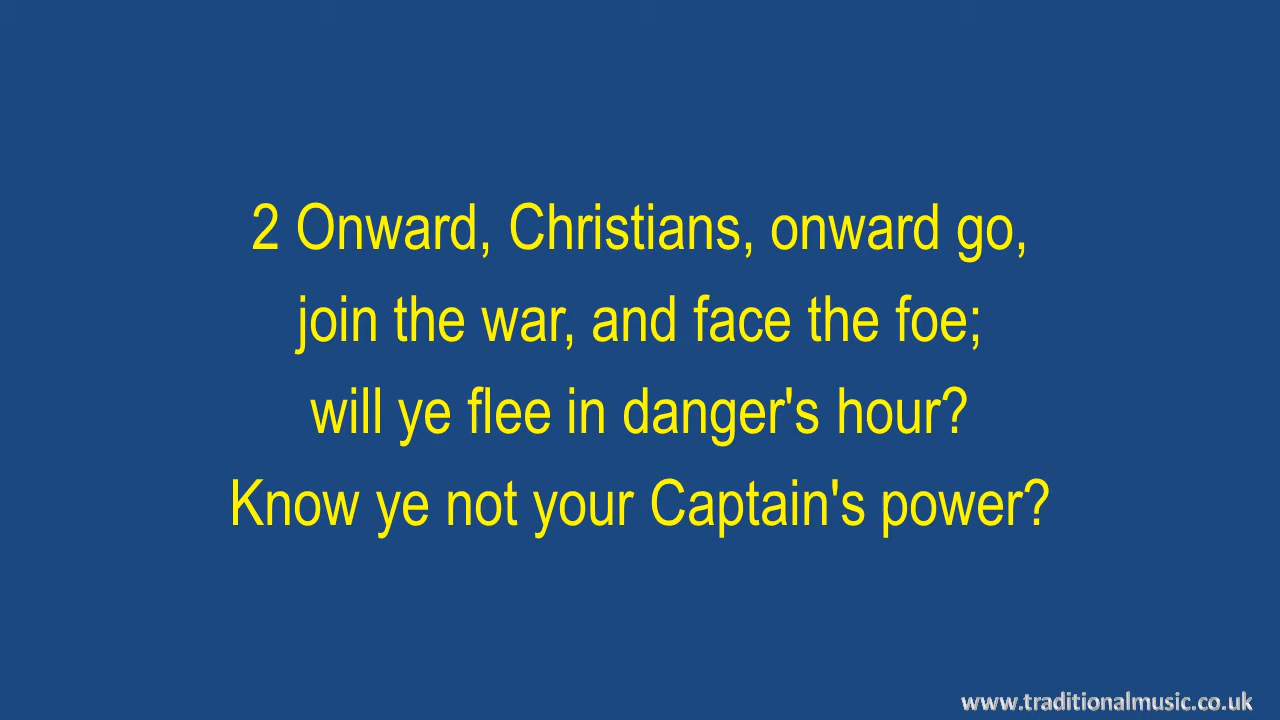 2 Onward, Christians, onward go,
join the war, and face the foe;
will ye flee in danger's hour?
Know ye not your Captain's power?
www.traditionalmusic.co.uk